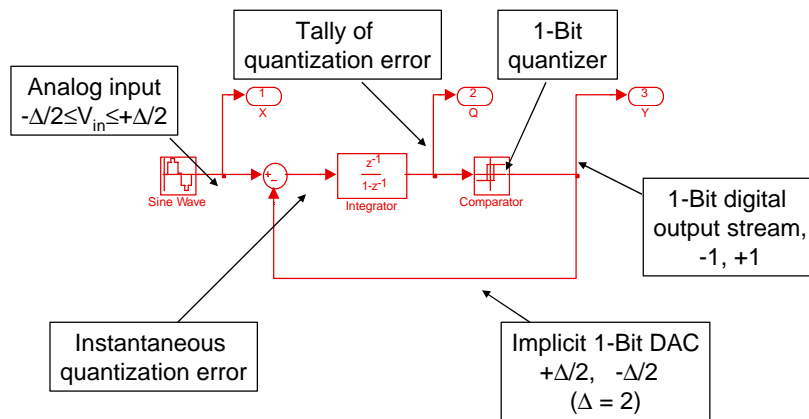 Tally of
quantization error
1-Bit
quantizer
Analog input
-Δ/2≤Vin≤+Δ/2
1
X
2
Q
3
Y
z-1
1-z-1
+
-
Sine Wave
Integrator
Comparator
1-Bit digital
output stream,
-1, +1
Instantaneous
quantization error
Implicit 1-Bit DAC
+Δ/2, -Δ/2
(Δ = 2)